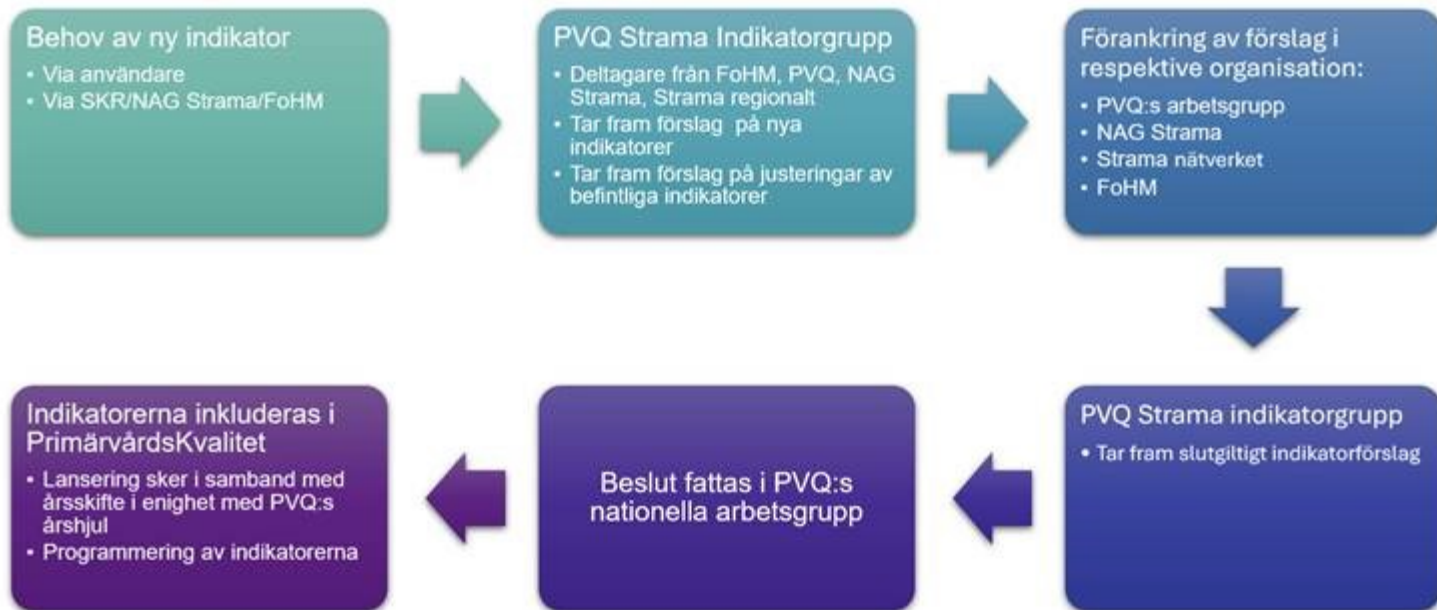 Behov av ny indikator
• Via användare
• Via SKR/NAG Strama/FoHM
PVQ Strama Indikatorgrupp
• Deltagare från FoHM, PVQ, NAG
Strama, Strama regionalt
• Tar fram förslag på nya
indikatorer
• Tar fram förslag på justeringar av
befintliga indikatorer
Förankring av förslag i
respektive organisation:
• PVQ:s arbetsgrupp
• NAG Strama
• Strama nätverket
• FoHM
PVQ Strama indikatorgrupp
• Tar fram slutgiltigt indikatorförslag
Beslut fattas i PVQ:s
nationella arbetsgrupp
Indikatorerna inkluderas i
PrimärvårdsKvalitet
• Lansering sker i samband med
årsskifte i enighet med PVQ:s
årshjul
• Programmering av indikatorerna